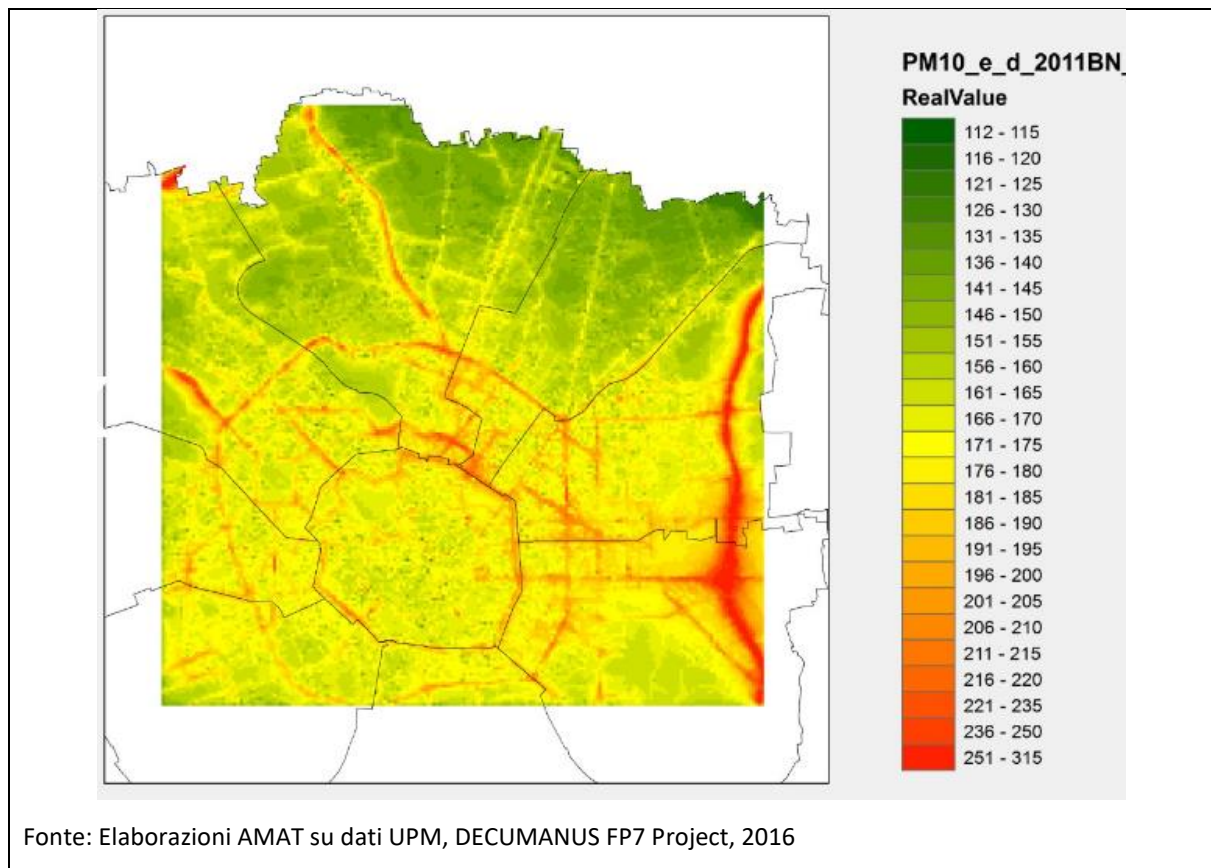 PM10_e_d_2011BN_
RealValue
112 - 115
116 - 120
121 - 125
126 - 130
131 - 135
136 - 140
141 - 145
146 - 150
151 - 155
156 - 160
161 - 165
166 - 170
171 - 175
176 - 180
181 - 185
186 - 190
191 - 195
196 - 200
201 - 205
206 - 210
211 - 215
216 - 220
221 - 235
236 - 250
251 - 315
Fonte: Elaborazioni AMAT su dati UPM, DECUMANUS FP7 Project, 2016